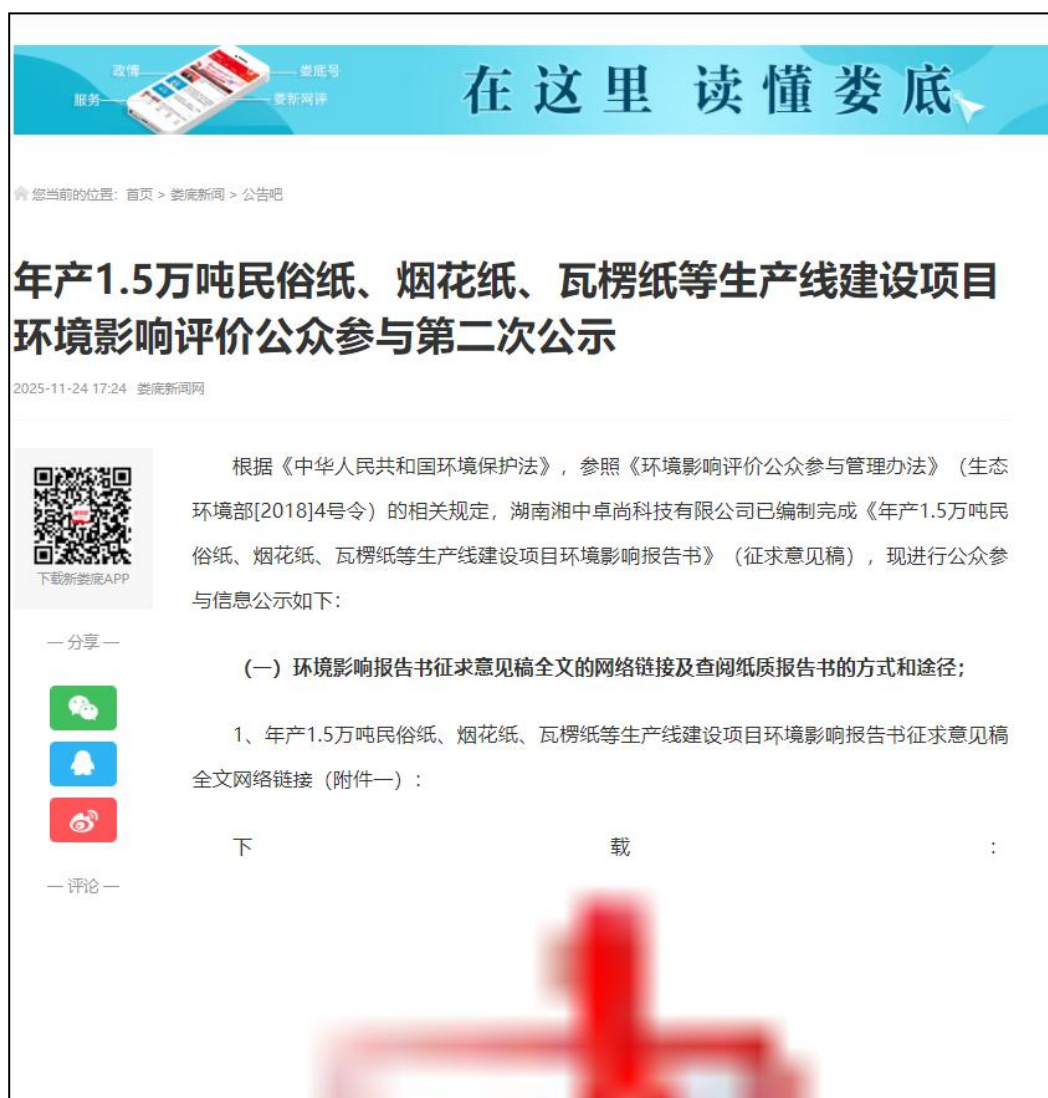 政情
娄底号
服务
娄新网评
在这里 读懂娄底
您当前的位置：首页 > 娄底新闻 > 公告吧
年产1.5万吨民俗纸、烟花纸、瓦楞纸等生产线建设项目
环境影响评价公众参与第二次公示
2025-11-24 17:24 娄底新闻网
根据《中华人民共和国环境保护法》，参照《环境影响评价公众参与管理办法》（生态
环境部[2018]4号令）的相关规定，湖南湘中卓尚科技有限公司已编制完成《年产1.5万吨民
俗纸、烟花纸、瓦楞纸等生产线建设项目环境影响报告书》（征求意见稿），现进行公众参
与信息公示如下：
下载新娄底APP
— 分享 —
（一）环境影响报告书征求意见稿全文的网络链接及查阅纸质报告书的方式和途径；
1、年产1.5万吨民俗纸、烟花纸、瓦楞纸等生产线建设项目环境影响报告书征求意见稿
全文网络链接（附件一）：
下载：
— 评论 —